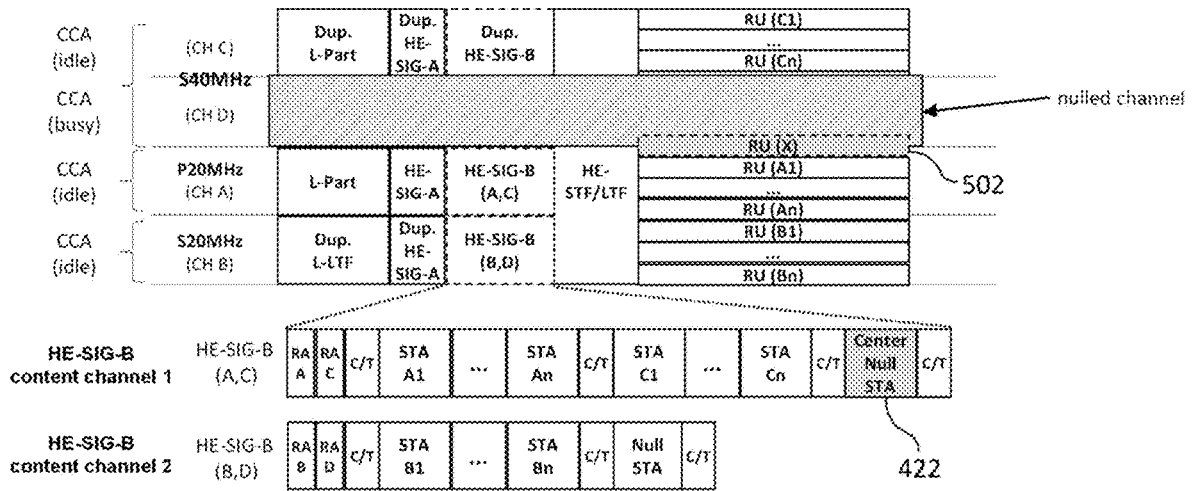 CCA
(idle)
(CH C)
S40MHz
CCA
(busy)
(CH D)
CCA
(idle)
P20MHz
(CH A)
CCA
(idle)
S20MHz
(CH B)
Dup.
L-Part
Dup.
HE-
SIG-A
Dup.
HE-SIG-B
RU (C1)
...
RU (Cn)
nulled channel
RU (X)
502
L-Part
HE-
SIG-A
HE-SIG-B
(A,C)
HE-
STF/LTF
RU (A1)
...
RU (An)
Dup.
L-LTF
Dup.
HE-
SIG-A
HE-SIG-B
(B,D)
RU (B1)
...
RU (Bn)
HE-SIG-B
content channel 1
HE-SIG-B
(A,C)
RA
A
RA
C
C/T
STA
A1
...
STA
An
C/T
STA
C1
...
STA
Cn
C/T
Center
Null
STA
C/T
422
HE-SIG-B
content channel 2
HE-SIG-B
(B,D)
RA
B
RA
D
C/T
STA
B1
...
STA
Bn
C/T
Null
STA
C/T